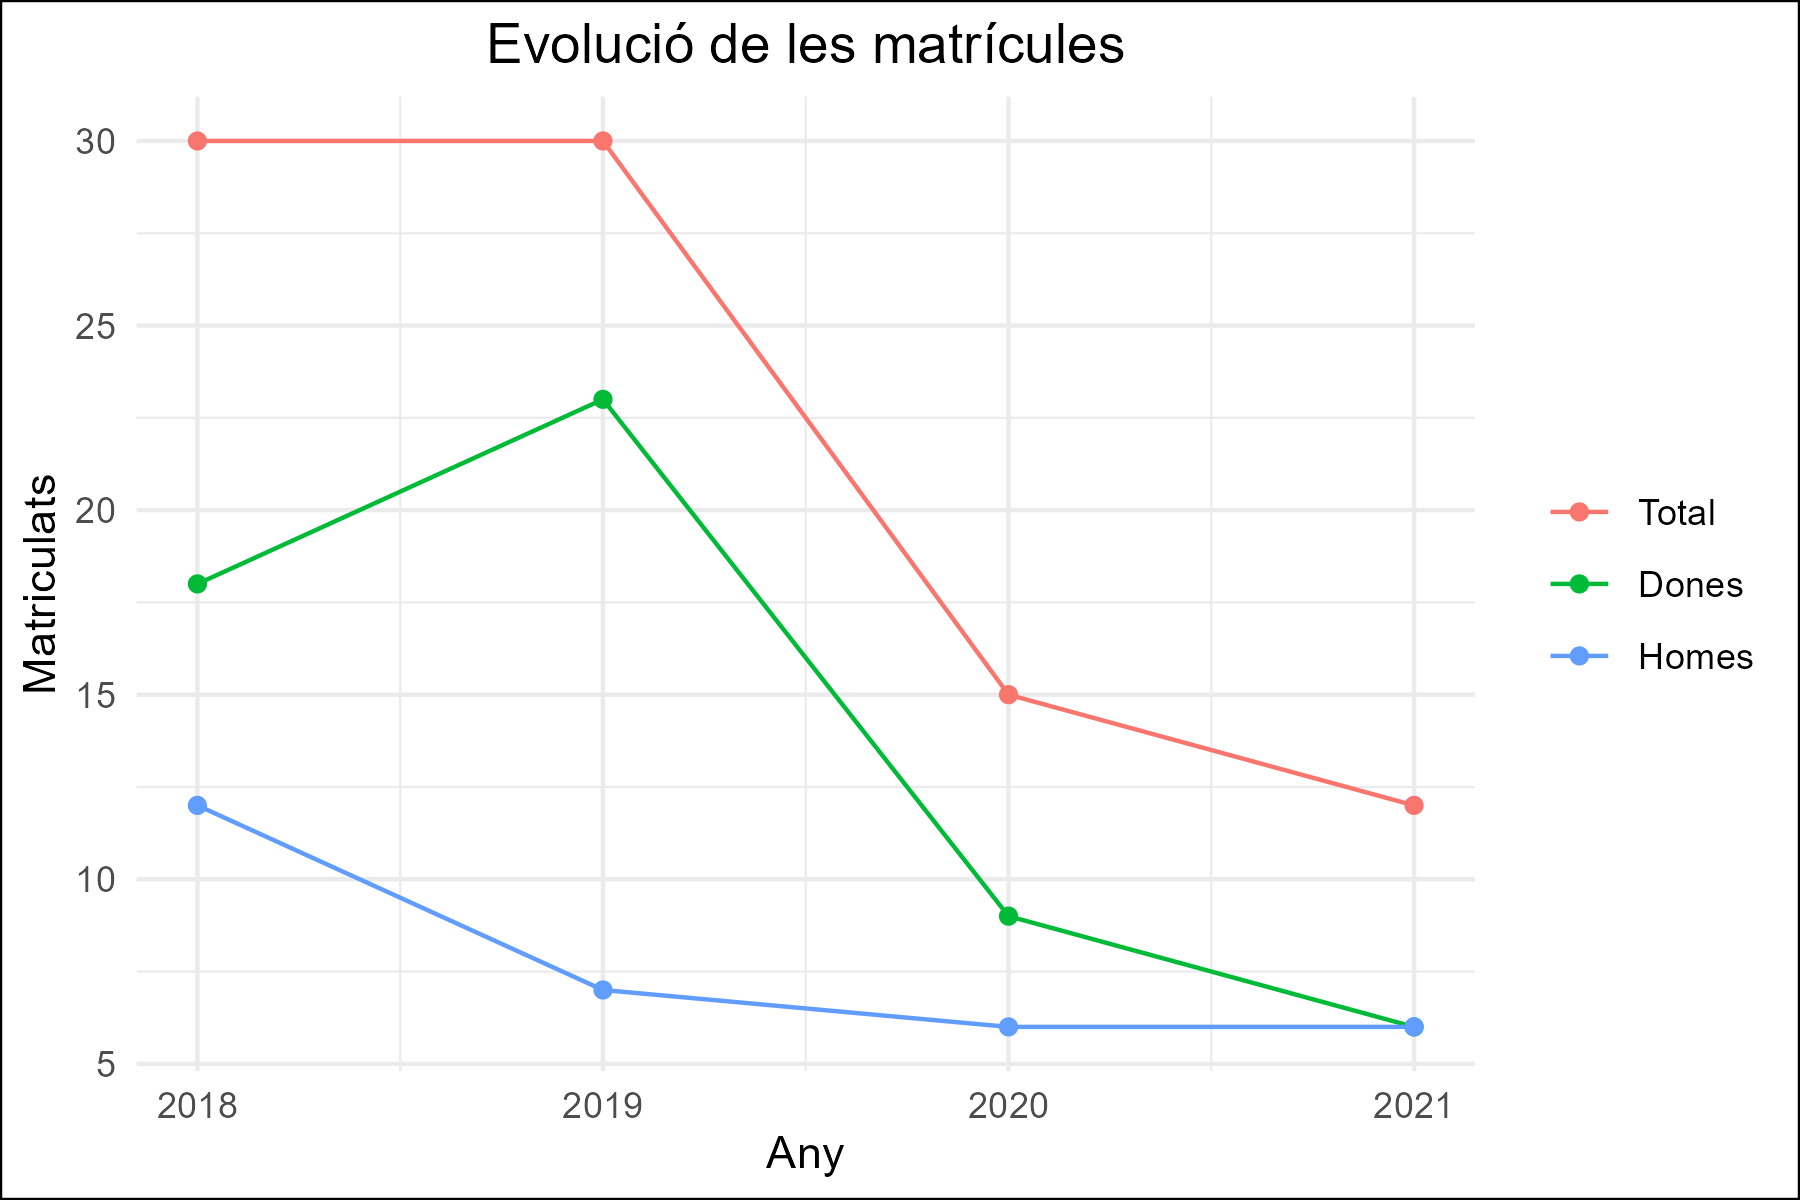 Evolució de les matrícules
Matriculats
30
25
20
15
10
5
2018 2019 2020 2021
Any
Total
Dones
Homes